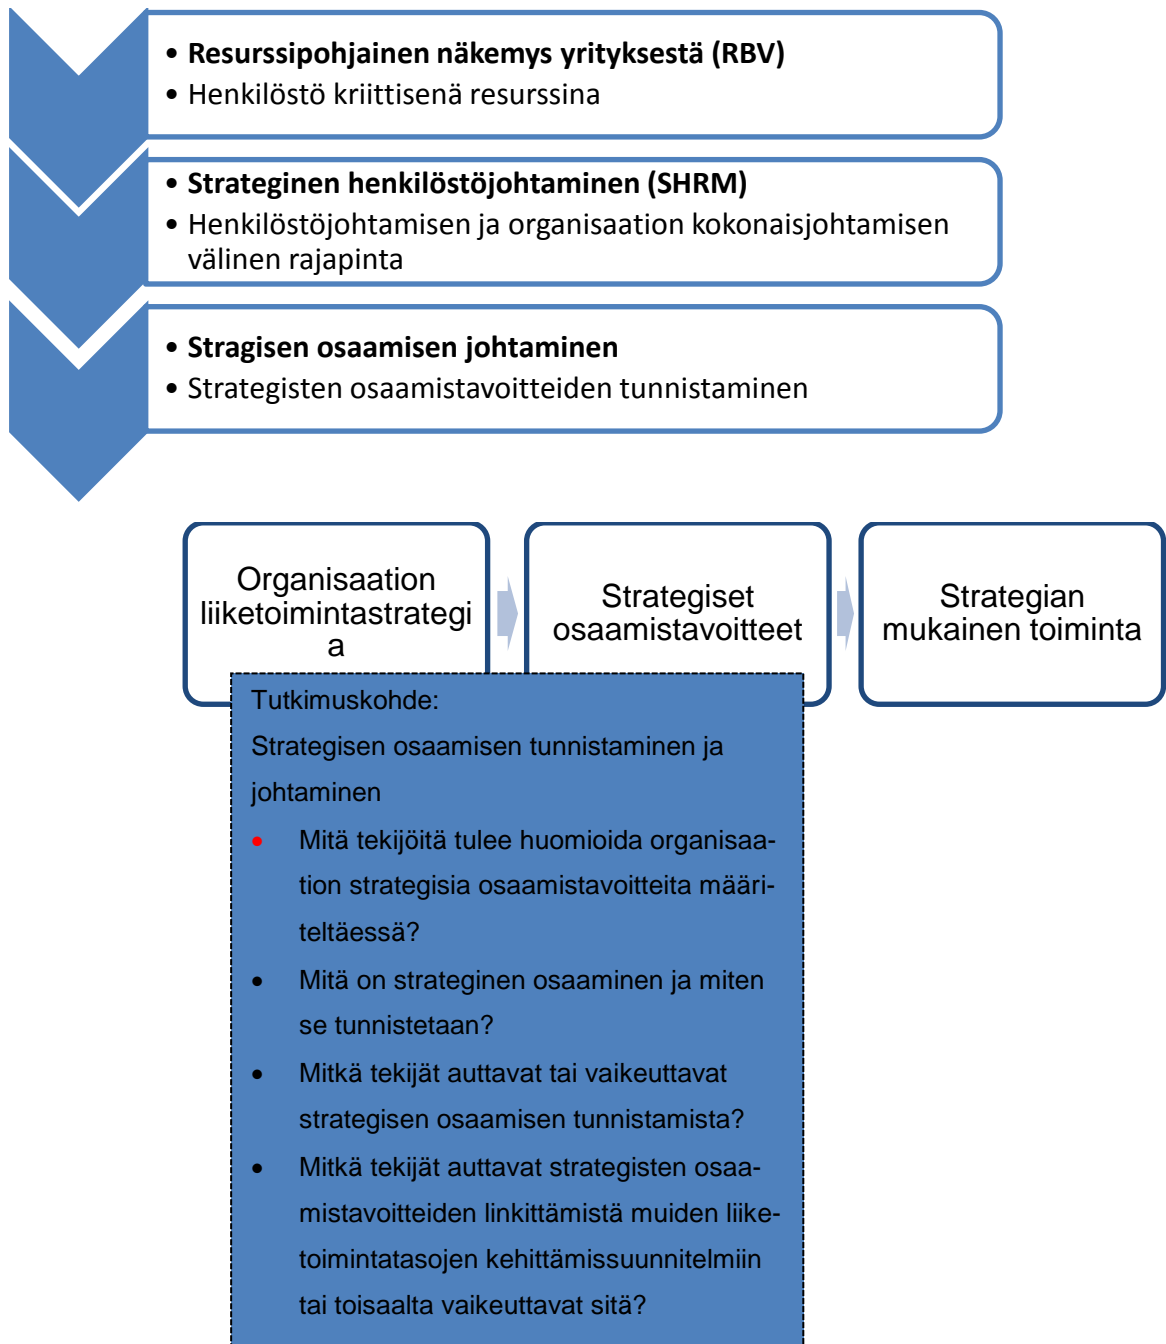 • Resurssipohjainen näkemys yrityksestä (RBV)
• Henkilöstö kriittisenä resurssina
• Strateginen henkilöstöjohtaminen (SHRM)
• Henkilöstöjohtamisen ja organisaation kokonaisjohtamisen
välinen rajapinta
• Stragisen osaamisen johtaminen
• Strategisten osaamistavoitteiden tunnistaminen
Organisaation
liiketoimintastrategi
a
Strategiset
osaamistavoitteet
Strategian
mukainen toiminta
Tutkimuskohde:
Strategisen osaamisen tunnistaminen ja
johtaminen
• Mitä tekijöitä tulee huomioida organisaa-
tion strategisia osaamistavoitteita määri-
teltäessä?
• Mitä on strateginen osaaminen ja miten
se tunnistetaan?
• Mitkä tekijät auttavat tai vaikeuttavat
strategisen osaamisen tunnistamista?
• Mitkä tekijät auttavat strategisten osaa-
mistavoitteiden linkittämistä muiden liike-
toimintatasojen kehittämissuunnitelmiin
tai toisaalta vaikeuttavat sitä?